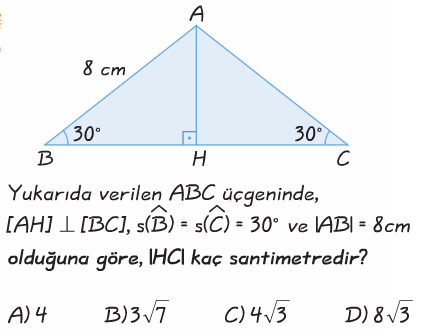 A
8 cm
30° 30°
B H C
Yukarıda verilen ABC üçgeninde,
[AH] ⊥ [BC], s(B̂) = s(Ĉ) = 30° ve |AB| = 8cm
olduğuna göre, |HC| kaç santimetredir?
A) 4 B) 3√7 C) 4√3 D) 8√3